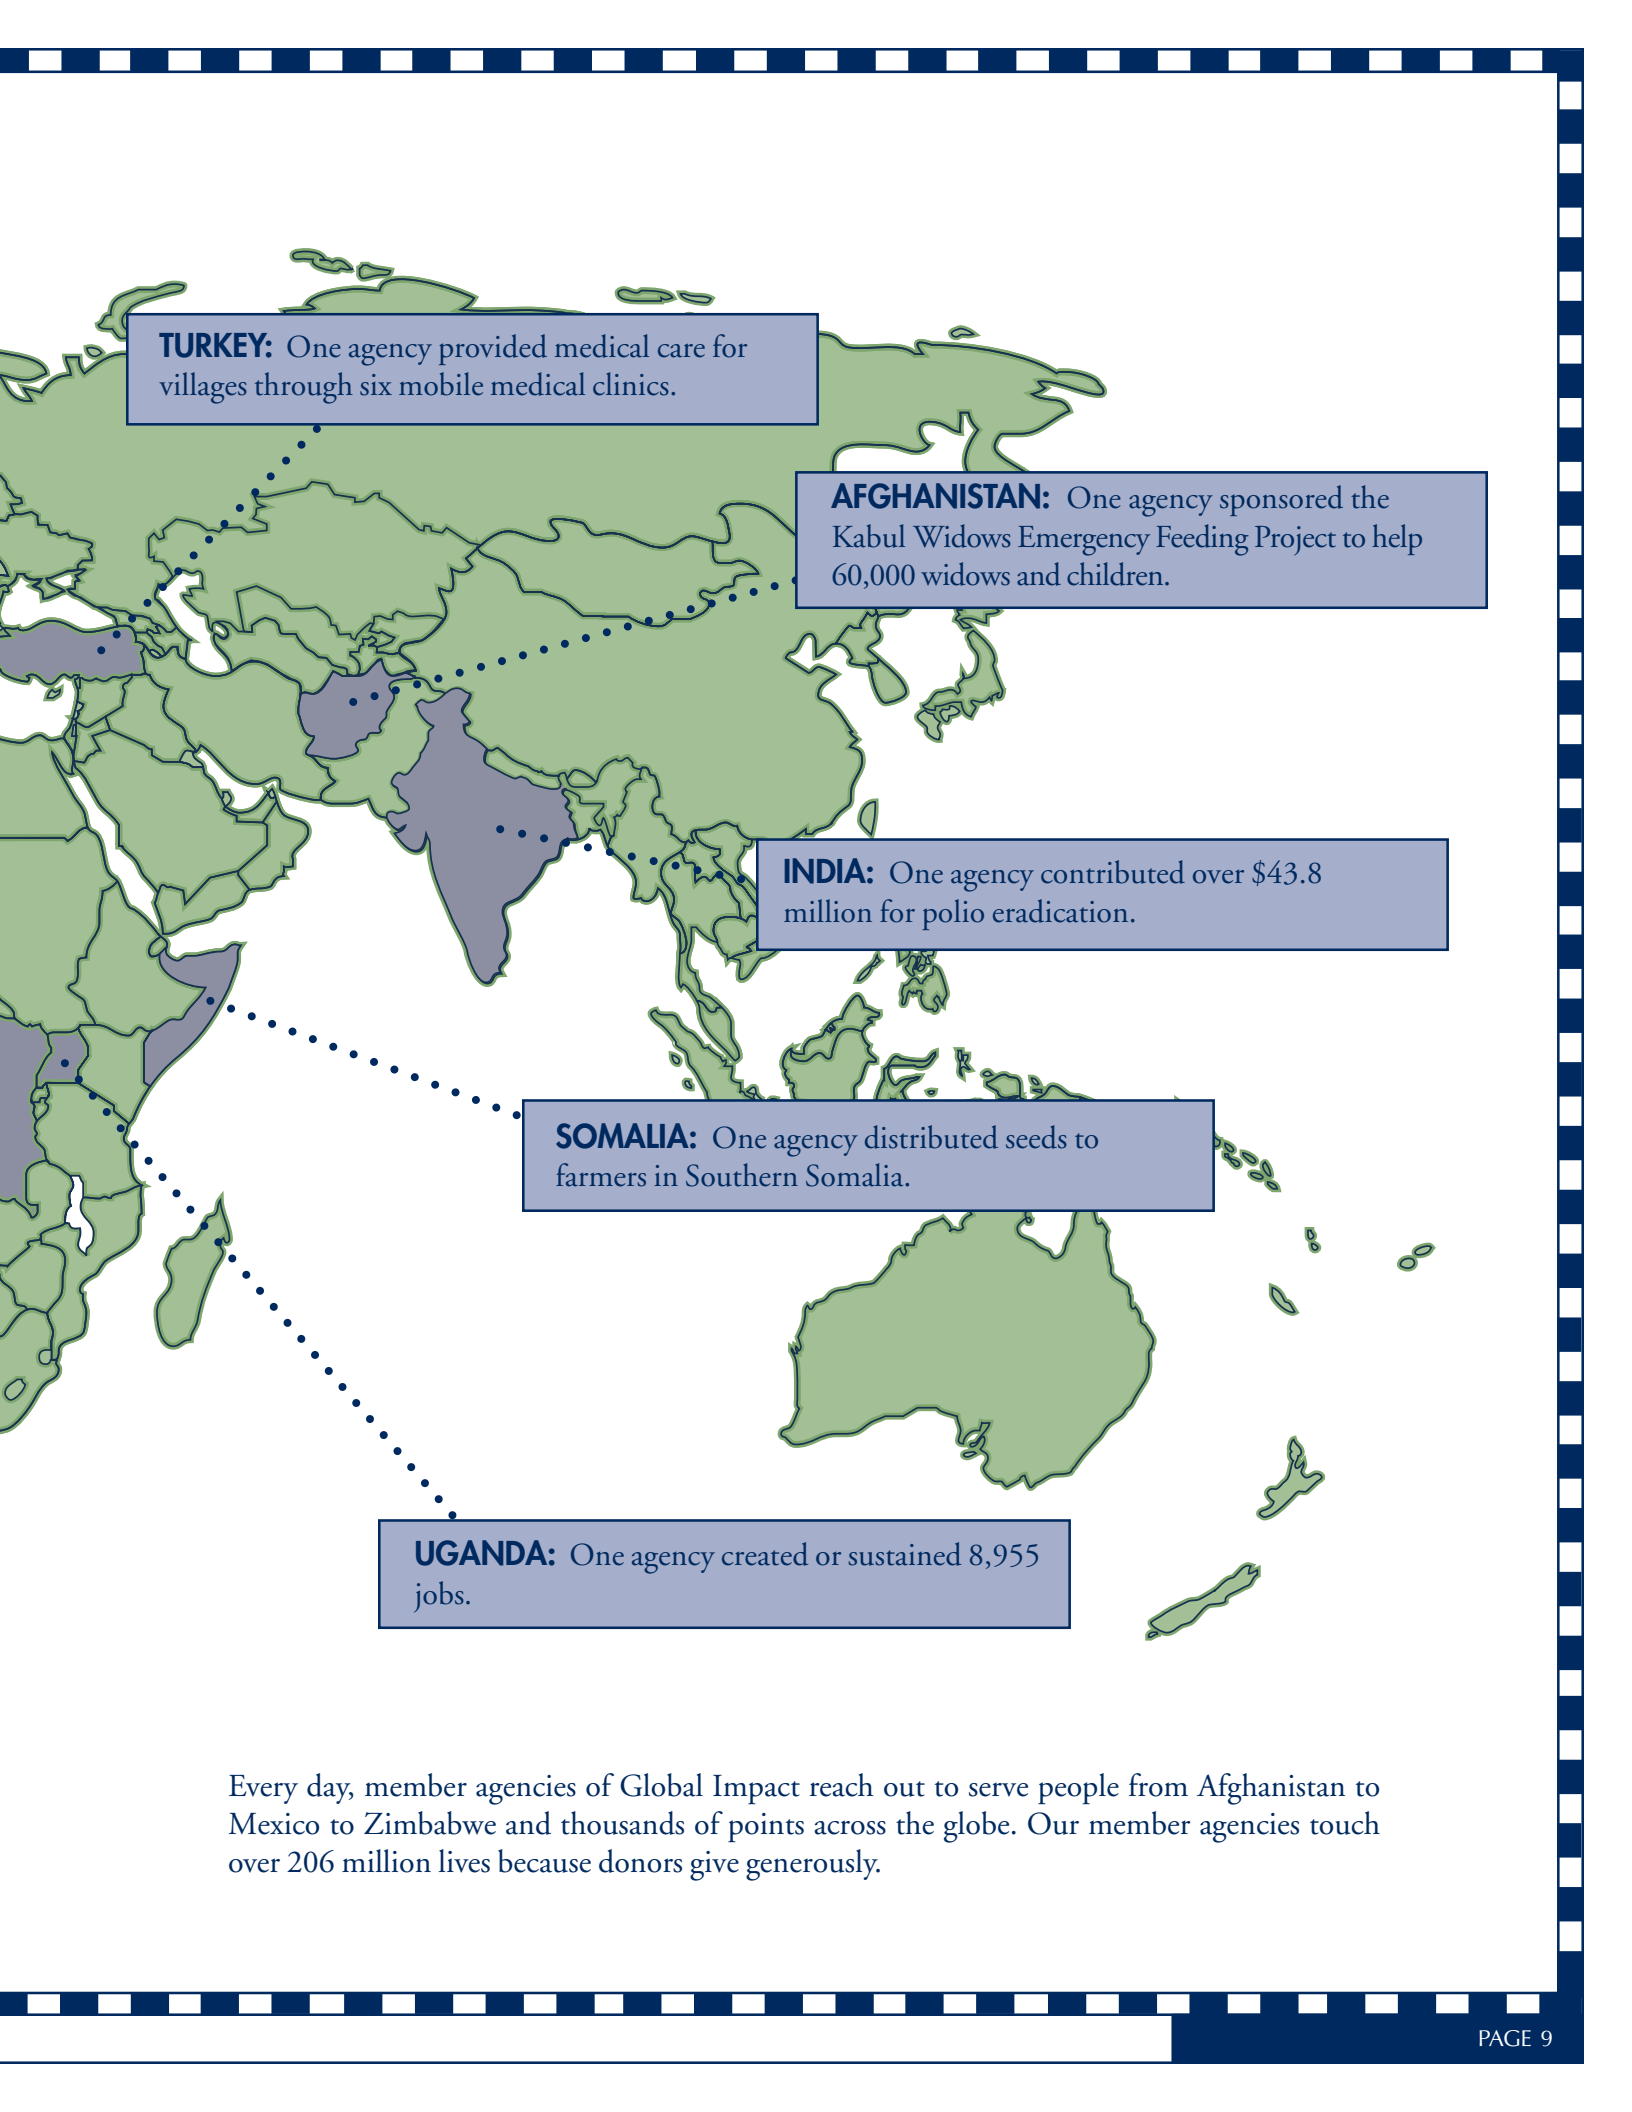 TURKEY: One agency provided medical care for
villages through six mobile medical clinics.
AFGHANISTAN: One agency sponsored the
Kabul Widows Emergency Feeding Project to help
60,000 widows and children.
INDIA: One agency contributed over $43.8
million for polio eradication.
SOMALIA: One agency distributed seeds to
farmers in Southern Somalia.
UGANDA: One agency created or sustained 8,955
jobs.
Every day, member agencies of Global Impact reach out to serve people from Afghanistan to
Mexico to Zimbabwe and thousands of points across the globe. Our member agencies touch
over 206 million lives because donors give generously.
PAGE 9